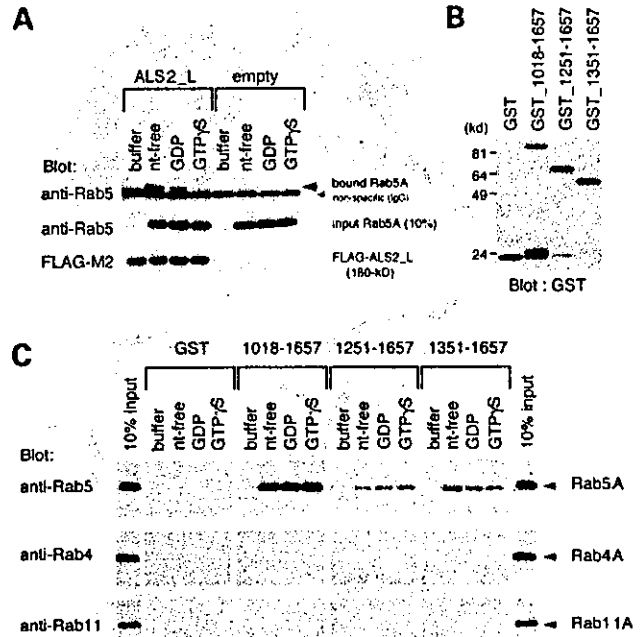 A
ALS2_L empty
buffer nt-free GDP GTPγS buffer nt-free GDP GTPγS
Blot:
anti-Rab5 bound Rab5A
non-specific (IgG)
anti-Rab5 input Rab5A (10%)
FLAG-M2 FLAG-ALS2_L
(180-kD)
B
GST GST_1018-1657 GST_1251-1657 GST_1351-1657
(kd)
81
64
49
24
Blot : GST
C
GST 1018-1657 1251-1657 1351-1657
10% input buffer nt-free GDP GTPγS buffer nt-free GDP GTPγS buffer nt-free GDP GTPγS buffer nt-free GDP GTPγS 10% input
Blot:
anti-Rab5 Rab5A
anti-Rab4 Rab4A
anti-Rab11 Rab11A